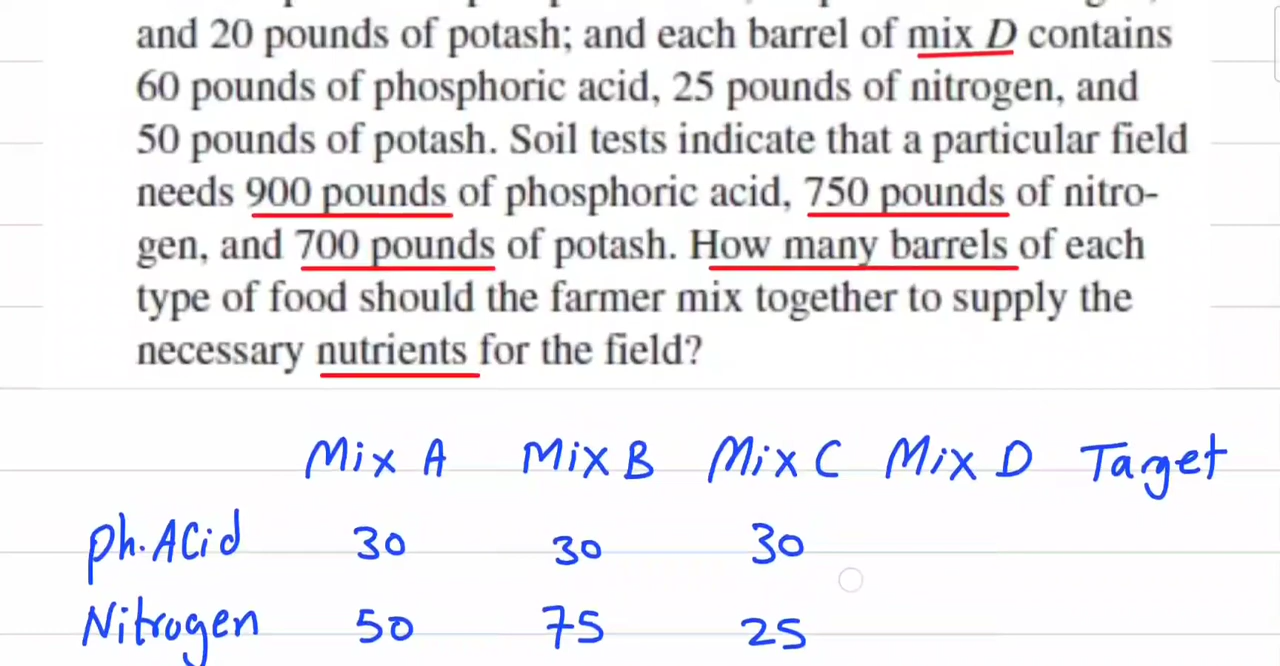 and 20 pounds of potash; and each barrel of mix D contains
60 pounds of phosphoric acid, 25 pounds of nitrogen, and
50 pounds of potash. Soil tests indicate that a particular field
needs 900 pounds of phosphoric acid, 750 pounds of nitro-
gen, and 700 pounds of potash. How many barrels of each
type of food should the farmer mix together to supply the
necessary nutrients for the field?
Mix A Mix B Mix C Mix D Target
Ph. Acid 30 30 30
Nitrogen 50 75 25